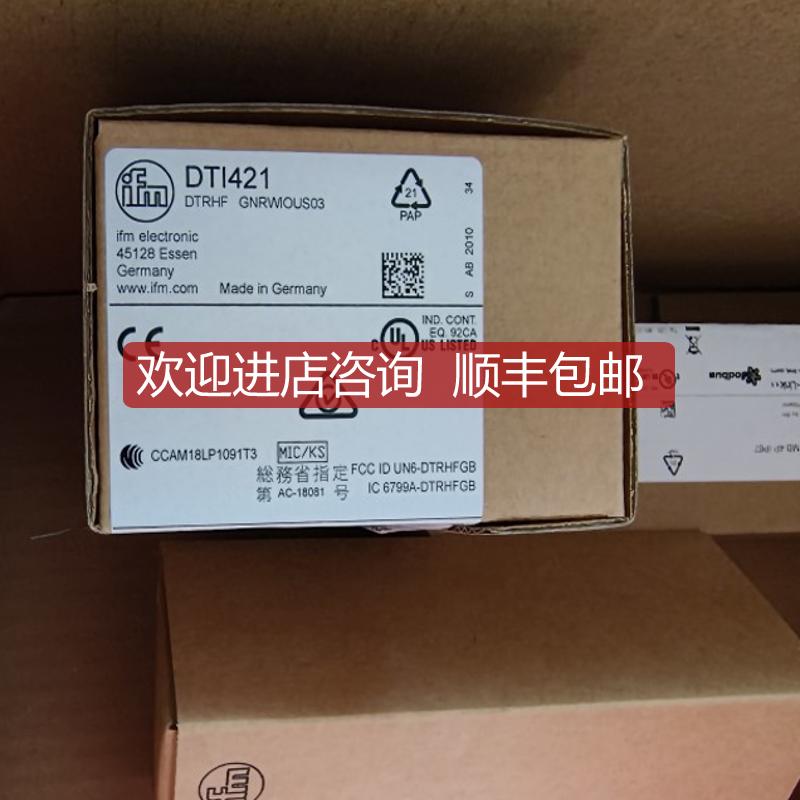 ifm
DTI421
DTRHF GNRWIOUS03
ifm electronic
45128 Essen
Germany
www.ifm.com Made in Germany
21
PAP
S AB 2010 34
CE
IND. CONT.
EQ. 92CA
C UL US LISTED
欢迎进店咨询 顺丰包邮
CCAM18LP1091T3
MIC/KS
総務省指定
第 AC-18081 号
FCC ID UN6-DTRHFGB
IC 6799A-DTRHFGB
Modbus
ifm